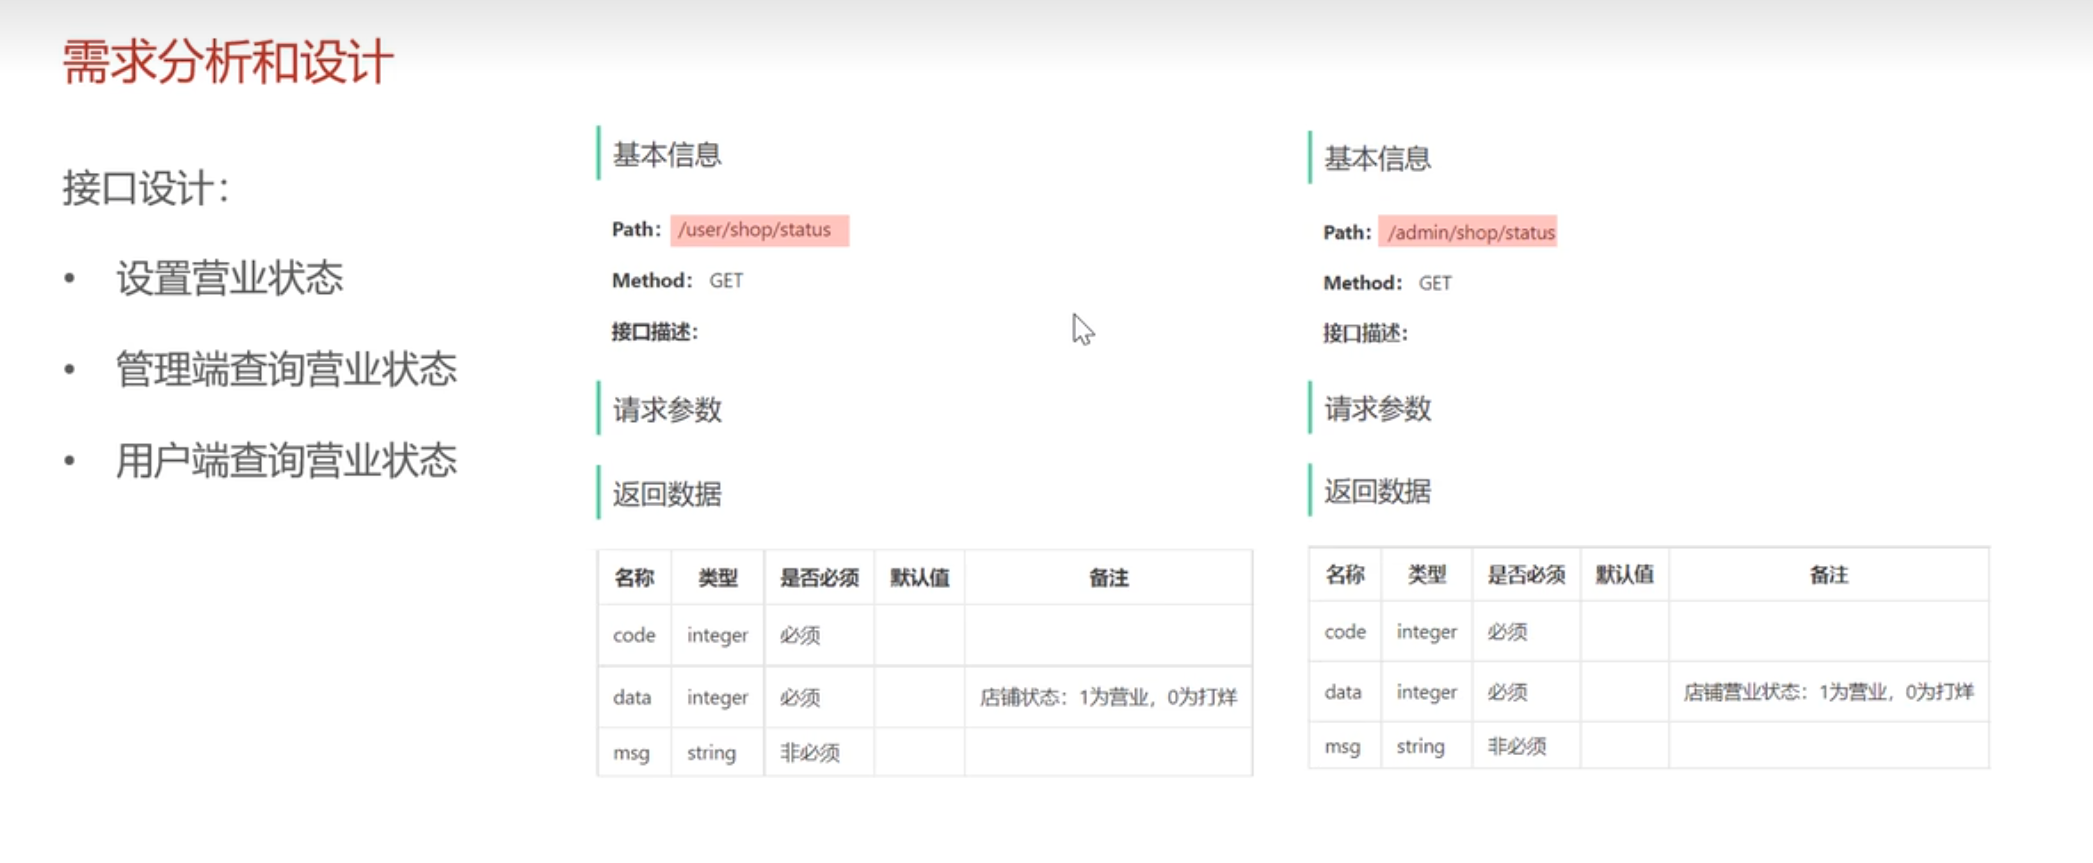 需求分析和设计
接口设计：
• 设置营业状态
• 管理端查询营业状态
• 用户端查询营业状态
基本信息
Path： /user/shop/status
Method： GET
接口描述：
请求参数
返回数据
名称 类型 是否必须 默认值 备注
code integer 必须
data integer 必须 店铺状态：1为营业，0为打烊
msg string 非必须
基本信息
Path： /admin/shop/status
Method： GET
接口描述：
请求参数
返回数据
名称 类型 是否必须 默认值 备注
code integer 必须
data integer 必须 店铺营业状态：1为营业，0为打烊
msg string 非必须